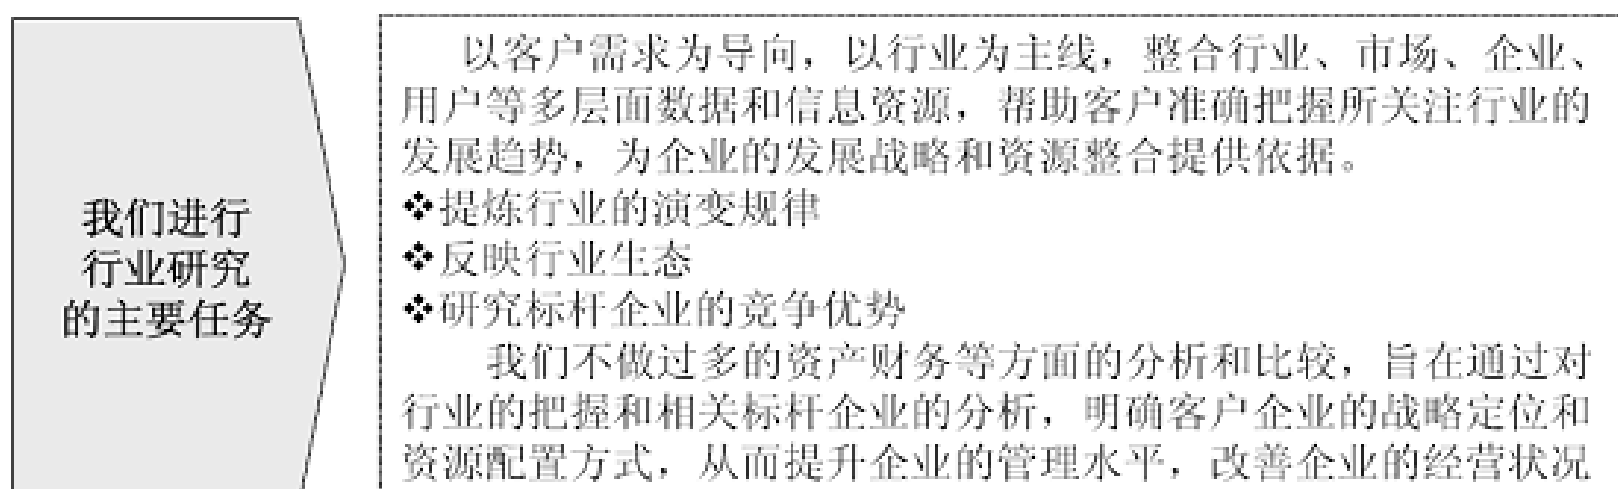 我们进行
行业研究
的主要任务
以客户需求为导向，以行业为主线，整合行业、市场、企业、
用户等多层面数据和信息资源，帮助客户准确把握所关注行业的
发展趋势，为企业的发展战略和资源整合提供依据。
❖提炼行业的演变规律
❖反映行业生态
❖研究标杆企业的竞争优势
我们不做过多的资产财务等方面的分析和比较，旨在通过对
行业的把握和相关标杆企业的分析，明确客户企业的战略定位和
资源配置方式，从而提升企业的管理水平，改善企业的经营状况